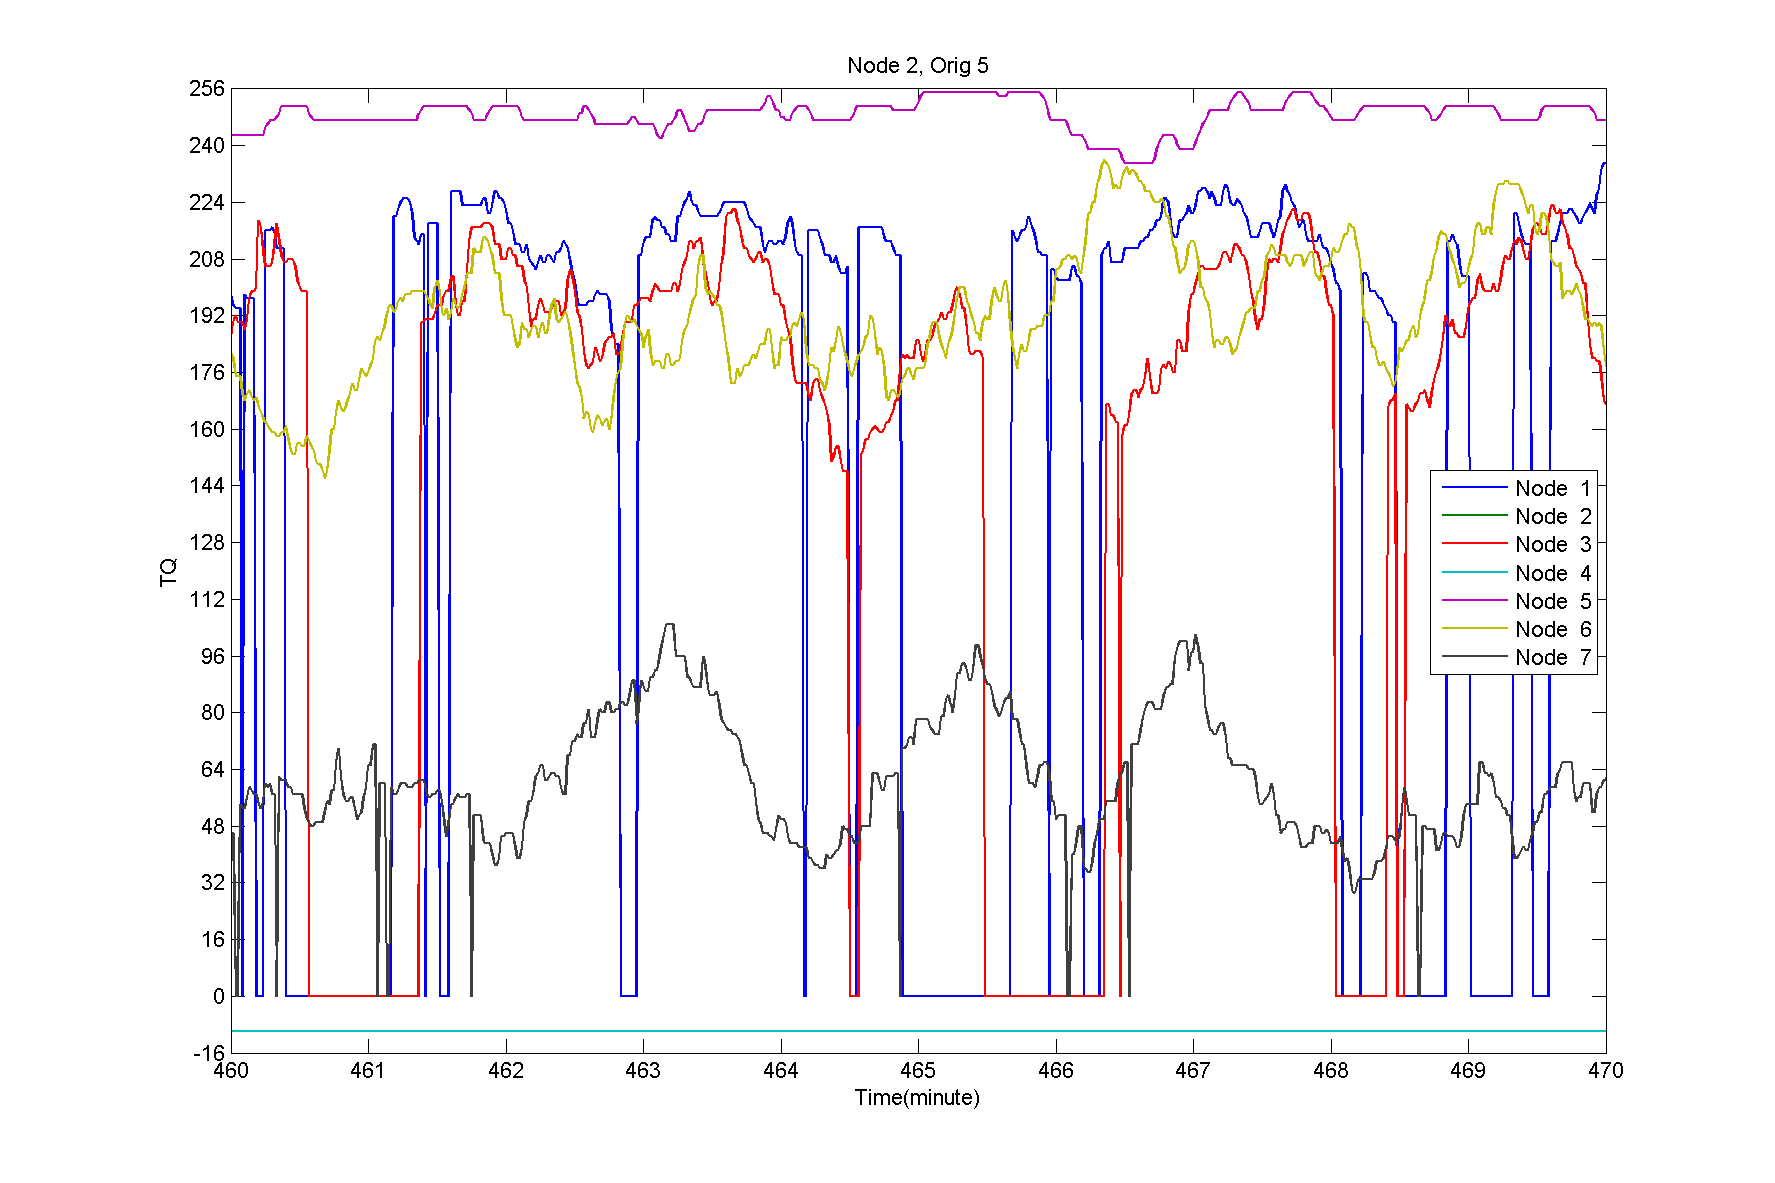 Node 2, Orig 5
256
240
224
208
192
176
160
144
128
112
96
80
64
48
32
16
0
-16
TQ
Node 1
Node 2
Node 3
Node 4
Node 5
Node 6
Node 7
460 461 462 463 464 465 466 467 468 469 470
Time(minute)